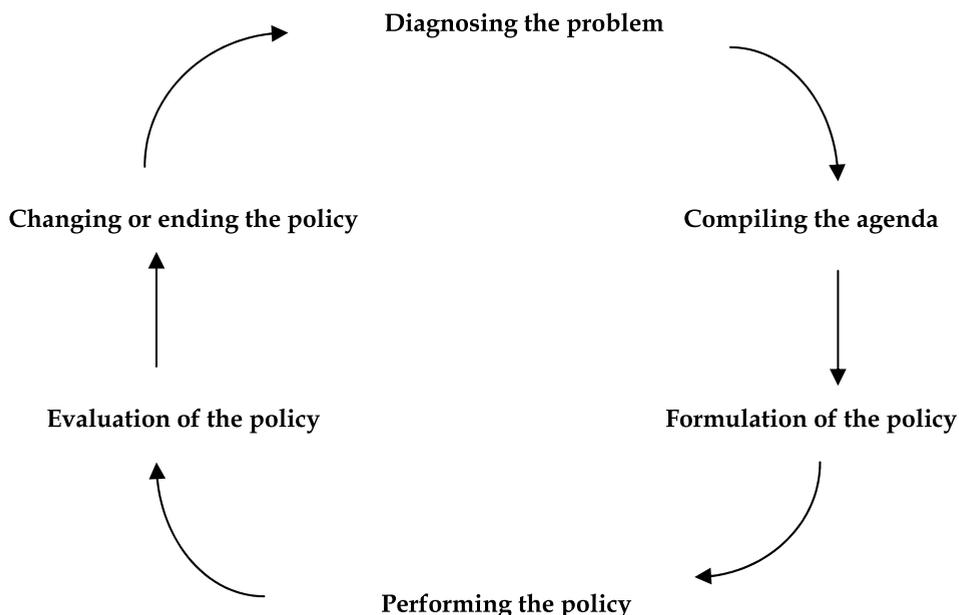 Diagnosing the problem
Changing or ending the policy
Compiling the agenda
Evaluation of the policy
Formulation of the policy
Performing the policy